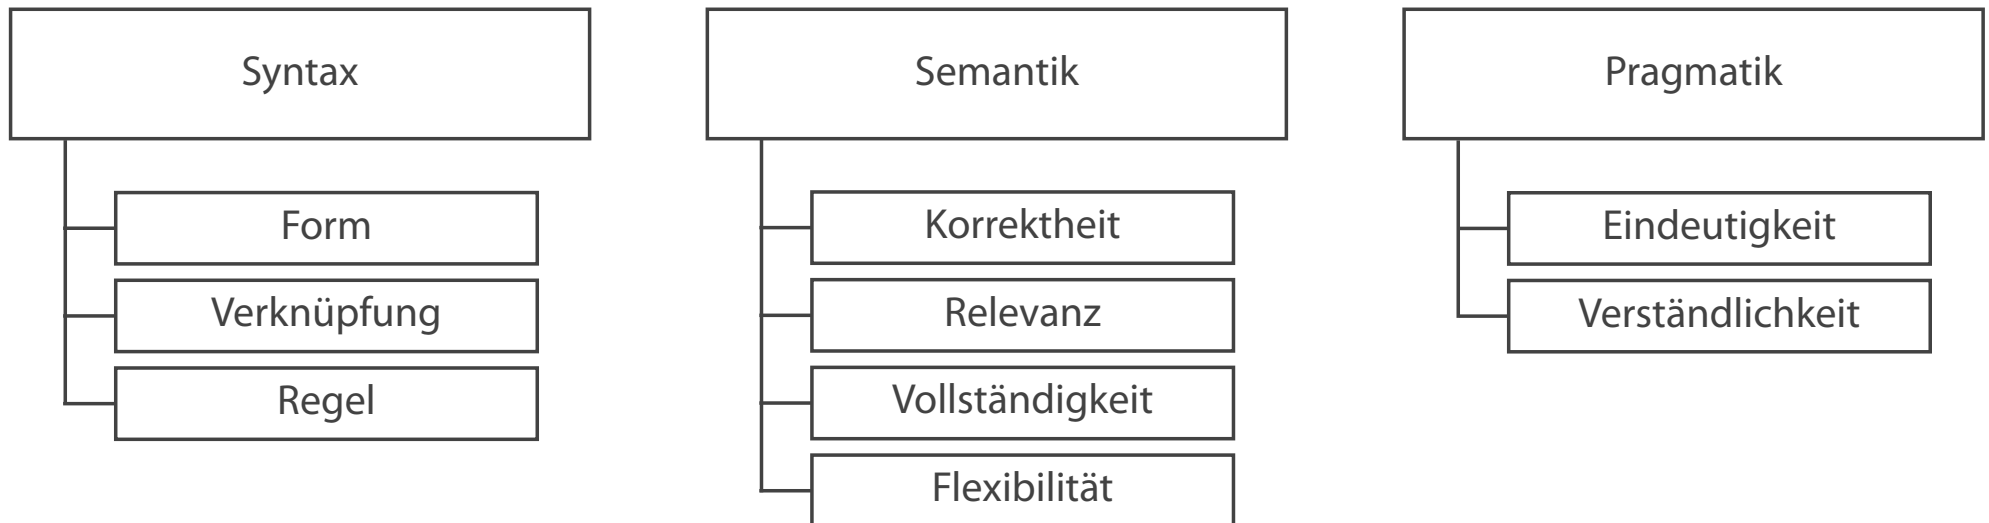 Syntax
Form
Verknüpfung
Regel
Semantik
Korrektheit
Relevanz
Vollständigkeit
Flexibilität
Pragmatik
Eindeutigkeit
Verständlichkeit